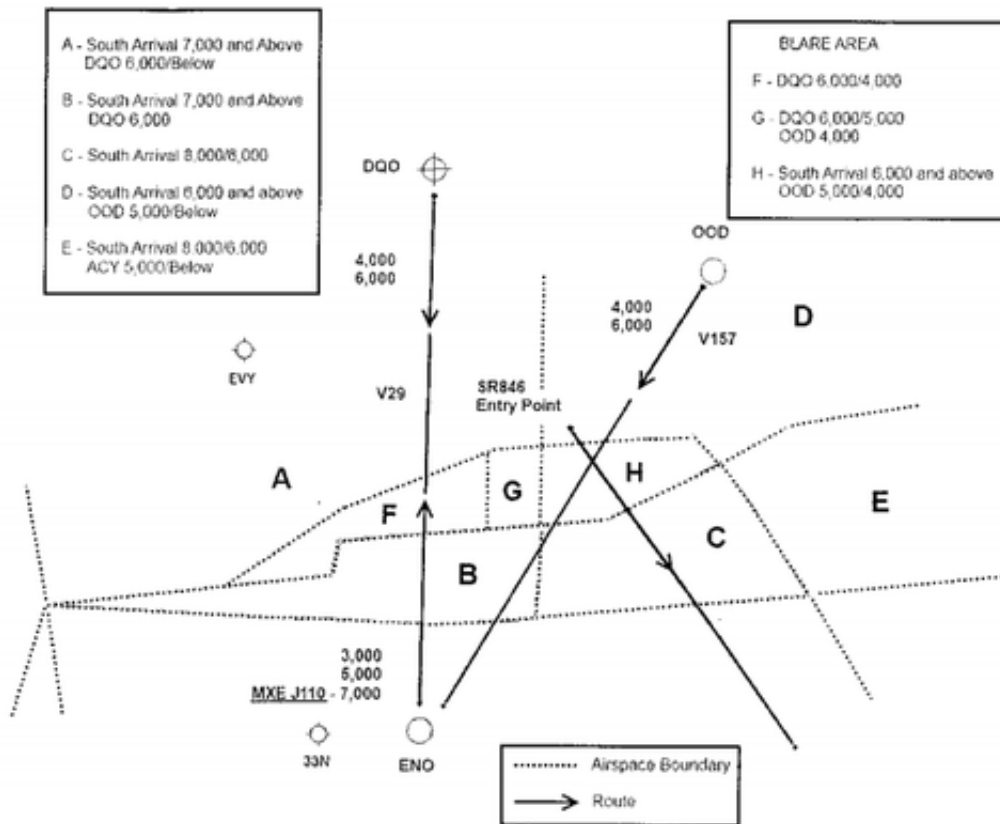 A - South Arrival 7,000 and Above
DQO 6,000/Below
B - South Arrival 7,000 and Above
DQO 6,000
C - South Arrival 8,000/6,000
D - South Arrival 6,000 and above
OOD 5,000/Below
E - South Arrival 8,000/6,000
ACY 5,000/Below
BLARE AREA
F - DQO 6,000/4,000
G - DQO 6,000/5,000
OOD 4,000
H - South Arrival 6,000 and above
OOD 5,000/4,000
DQO
OOD
4,000
6,000
4,000
6,000
D
V157
EVY
V29
SR846
Entry Point
A
H
G
E
F
C
B
3,000
5,000
MXE J110 - 7,000
33N
ENO
Airspace Boundary
Route